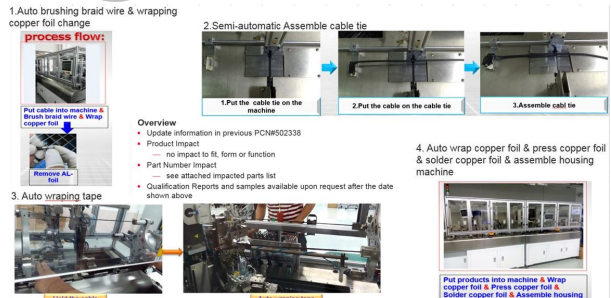 1.Auto brushing braid wire & wrapping
copper foil change
process flow:
Put cable into machine &
Brush braid wire & Wrap
copper foil
Remove AL-
foil
2.Semi-automatic Assemble cable tie
1.Put the cable tie on the
machine
2.Put the cable on the cable tie
3.Assemble cabl tie
Overview
• Update information in previous PCN#502338
• Product Impact
— no impact to fit, form or function
• Part Number Impact
— see attached impacted parts list
• Qualification Reports and samples available upon request after the date
shown above
3. Auto wraping tape
Hold the cable
Auto wraping tape
4. Auto wrap copper foil & press copper foil
& solder copper foil & assemble housing
machine
Put products into machine & Wrap
copper foil & Press copper foil &
Solder copper foil & Assemble housing